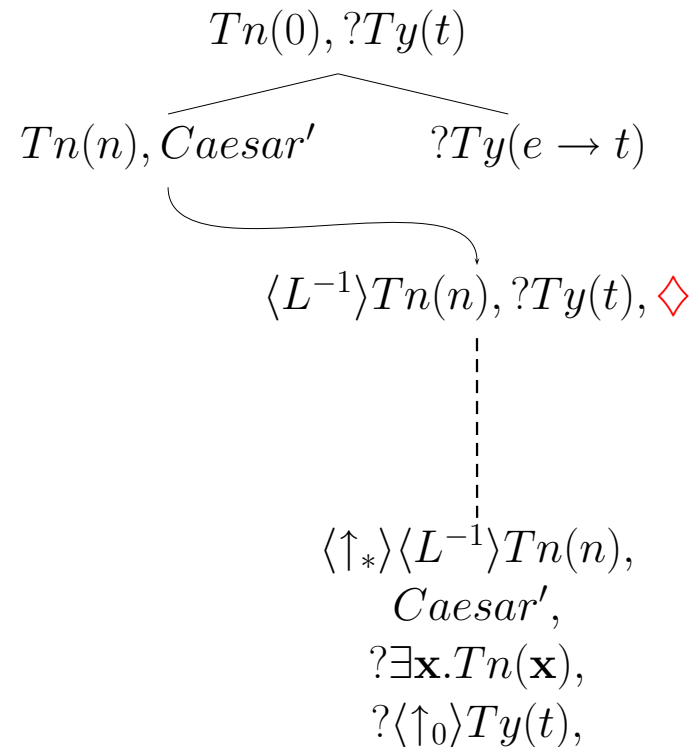 Tn(0), ?Ty(t)
Tn(n), Caesar′ ?Ty(e → t)
⟨L⁻¹⟩Tn(n), ?Ty(t), ♢
⟨↑∗⟩⟨L⁻¹⟩Tn(n),
Caesar′,
?∃x.Tn(x),
?⟨↑₀⟩Ty(t),